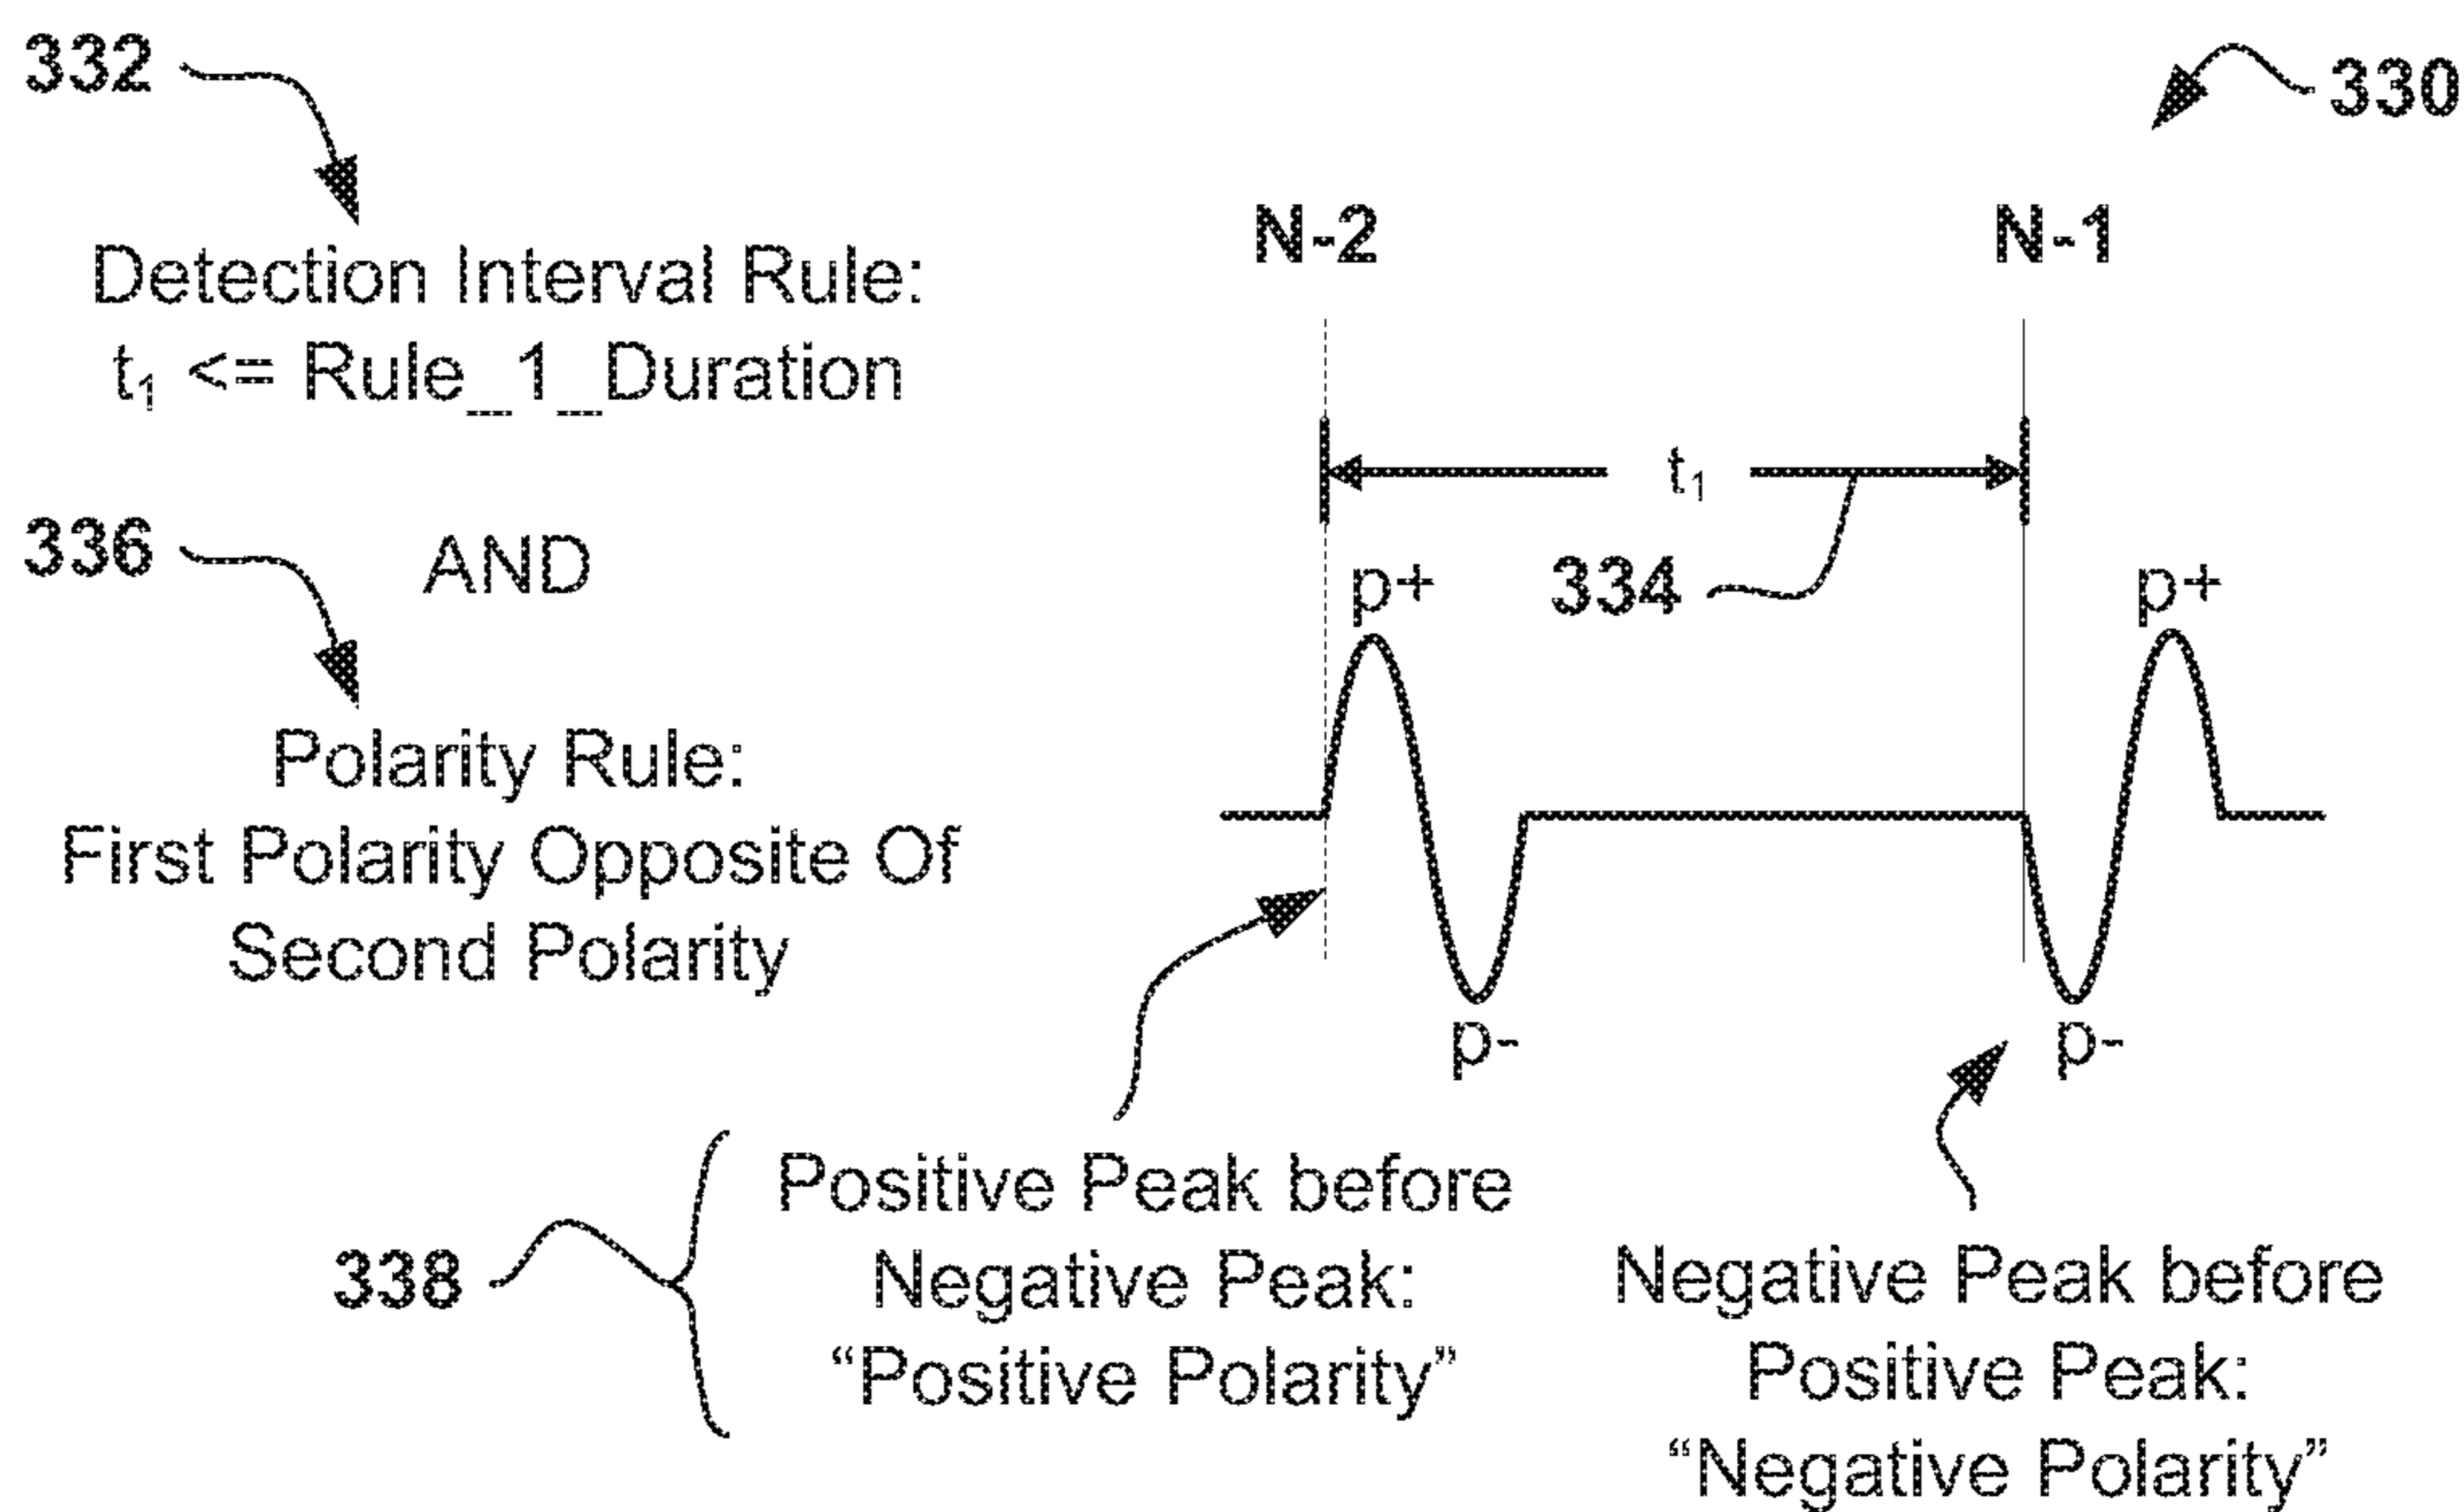 332
330
N-2
N-1
Detection Interval Rule:
t₁ <= Rule_1_Duration
t₁
336
AND
334
p+
p+
Polarity Rule:
First Polarity Opposite Of
Second Polarity
p-
p-
338
Positive Peak before
Negative Peak:
“Positive Polarity”
Negative Peak before
Positive Peak:
“Negative Polarity”